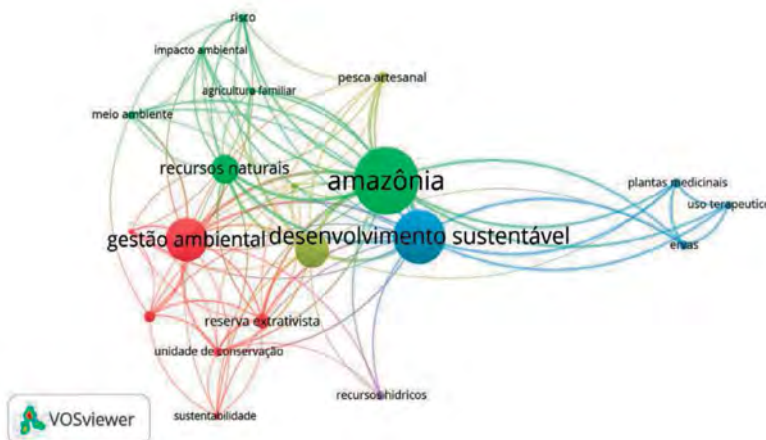 risco
impacto ambiental
pesca artesanal
agricultura familiar
meio ambiente
recursos naturais
amazônia
plantas medicinais
uso terapeutico
gestão ambiental
desenvolvimento sustentável
ervas
reserva extrativista
unidade de conservação
recursos hídricos
sustentabilidade
VOSviewer